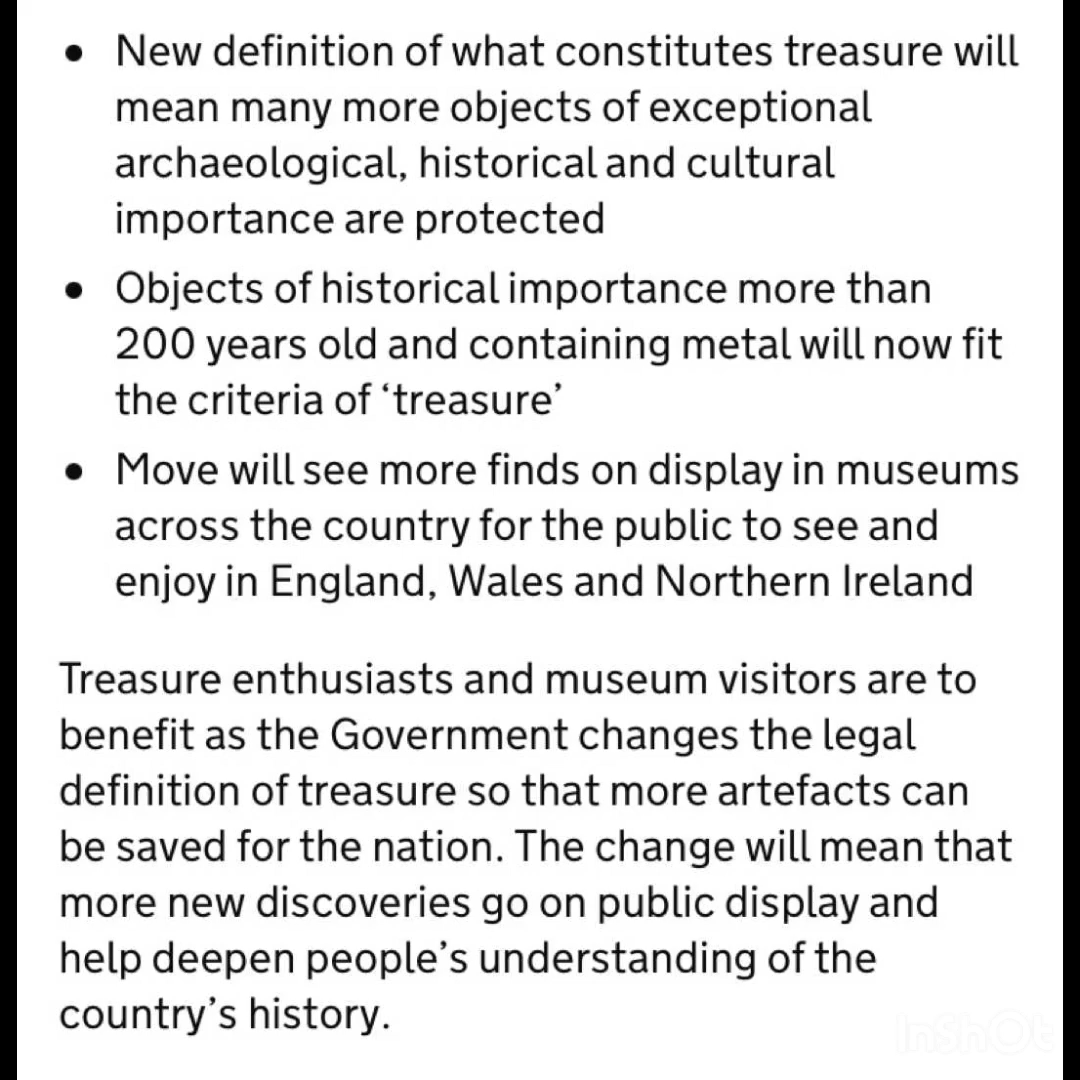 • New definition of what constitutes treasure will
mean many more objects of exceptional
archaeological, historical and cultural
importance are protected
• Objects of historical importance more than
200 years old and containing metal will now fit
the criteria of ‘treasure’
• Move will see more finds on display in museums
across the country for the public to see and
enjoy in England, Wales and Northern Ireland
Treasure enthusiasts and museum visitors are to
benefit as the Government changes the legal
definition of treasure so that more artefacts can
be saved for the nation. The change will mean that
more new discoveries go on public display and
help deepen people’s understanding of the
country’s history.
InShOt